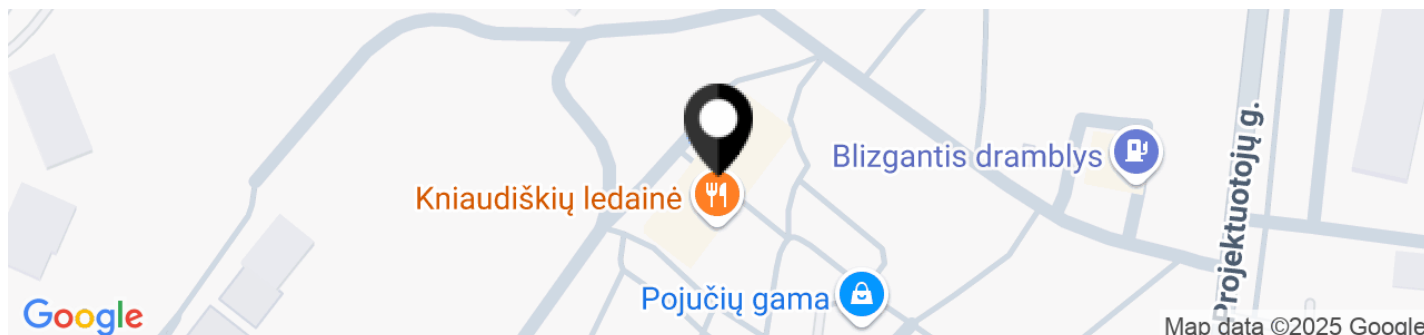 Blizgantis dramblys
Kniaudiškių ledainė
Projektuotojų g.
Pojučių gama
Google
Map data ©2025 Google